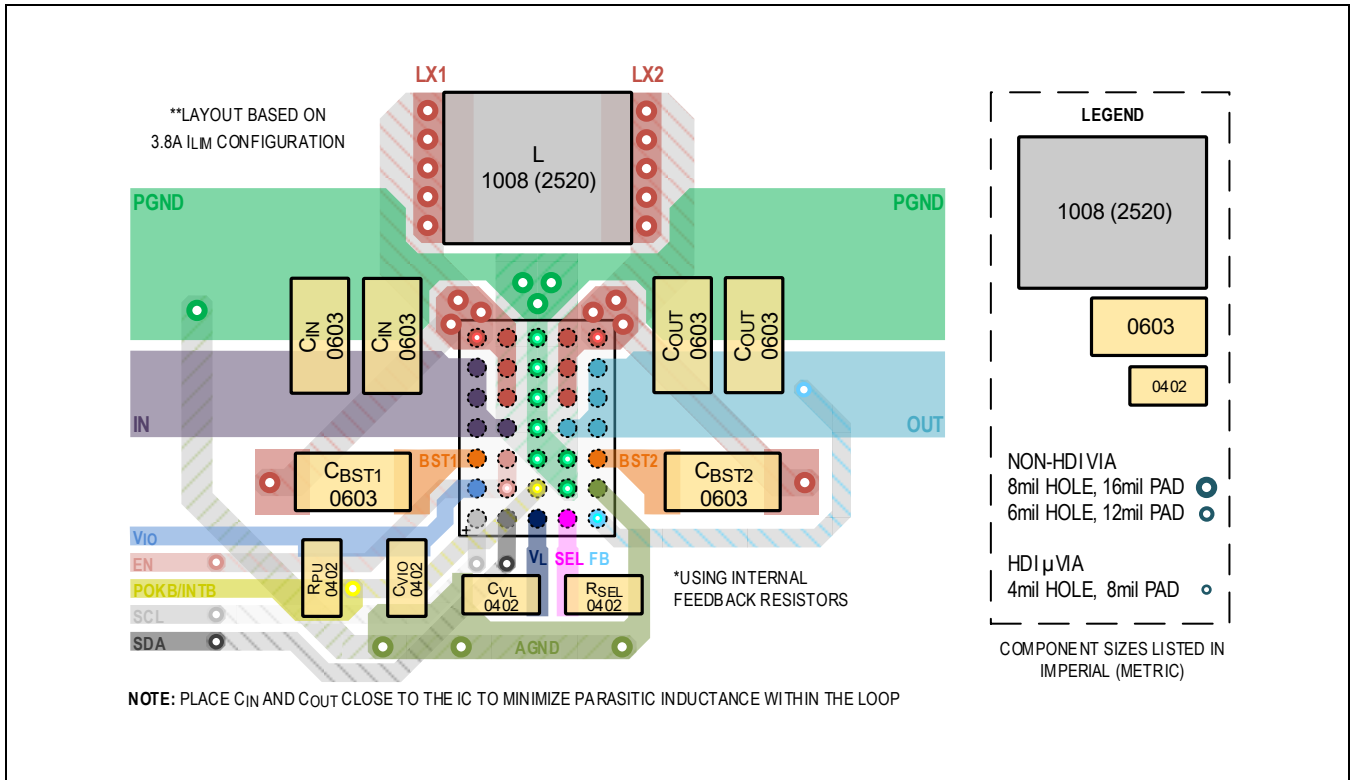 LX1
LX2
**LAYOUT BASED ON
3.8A ILIM CONFIGURATION
L
1008 (2520)
PGND
PGND
CIN
0603
CIN
0603
COUT
0603
COUT
0603
IN
OUT
BST1
BST2
CBST1
0603
CBST2
0603
VIO
EN
POKB/INTB
SCL
SDA
RPU
0402
CVIO
0402
+
VL
SEL
FB
CVL
0402
RSEL
0402
*USING INTERNAL
FEEDBACK RESISTORS
AGND
NOTE: PLACE CIN AND COUT CLOSE TO THE IC TO MINIMIZE PARASITIC INDUCTANCE WITHIN THE LOOP
LEGEND
1008 (2520)
0603
0402
NON-HDI VIA
8mil HOLE, 16mil PAD
6mil HOLE, 12mil PAD
HDI µVIA
4mil HOLE, 8mil PAD
COMPONENT SIZES LISTED IN
IMPERIAL (METRIC)